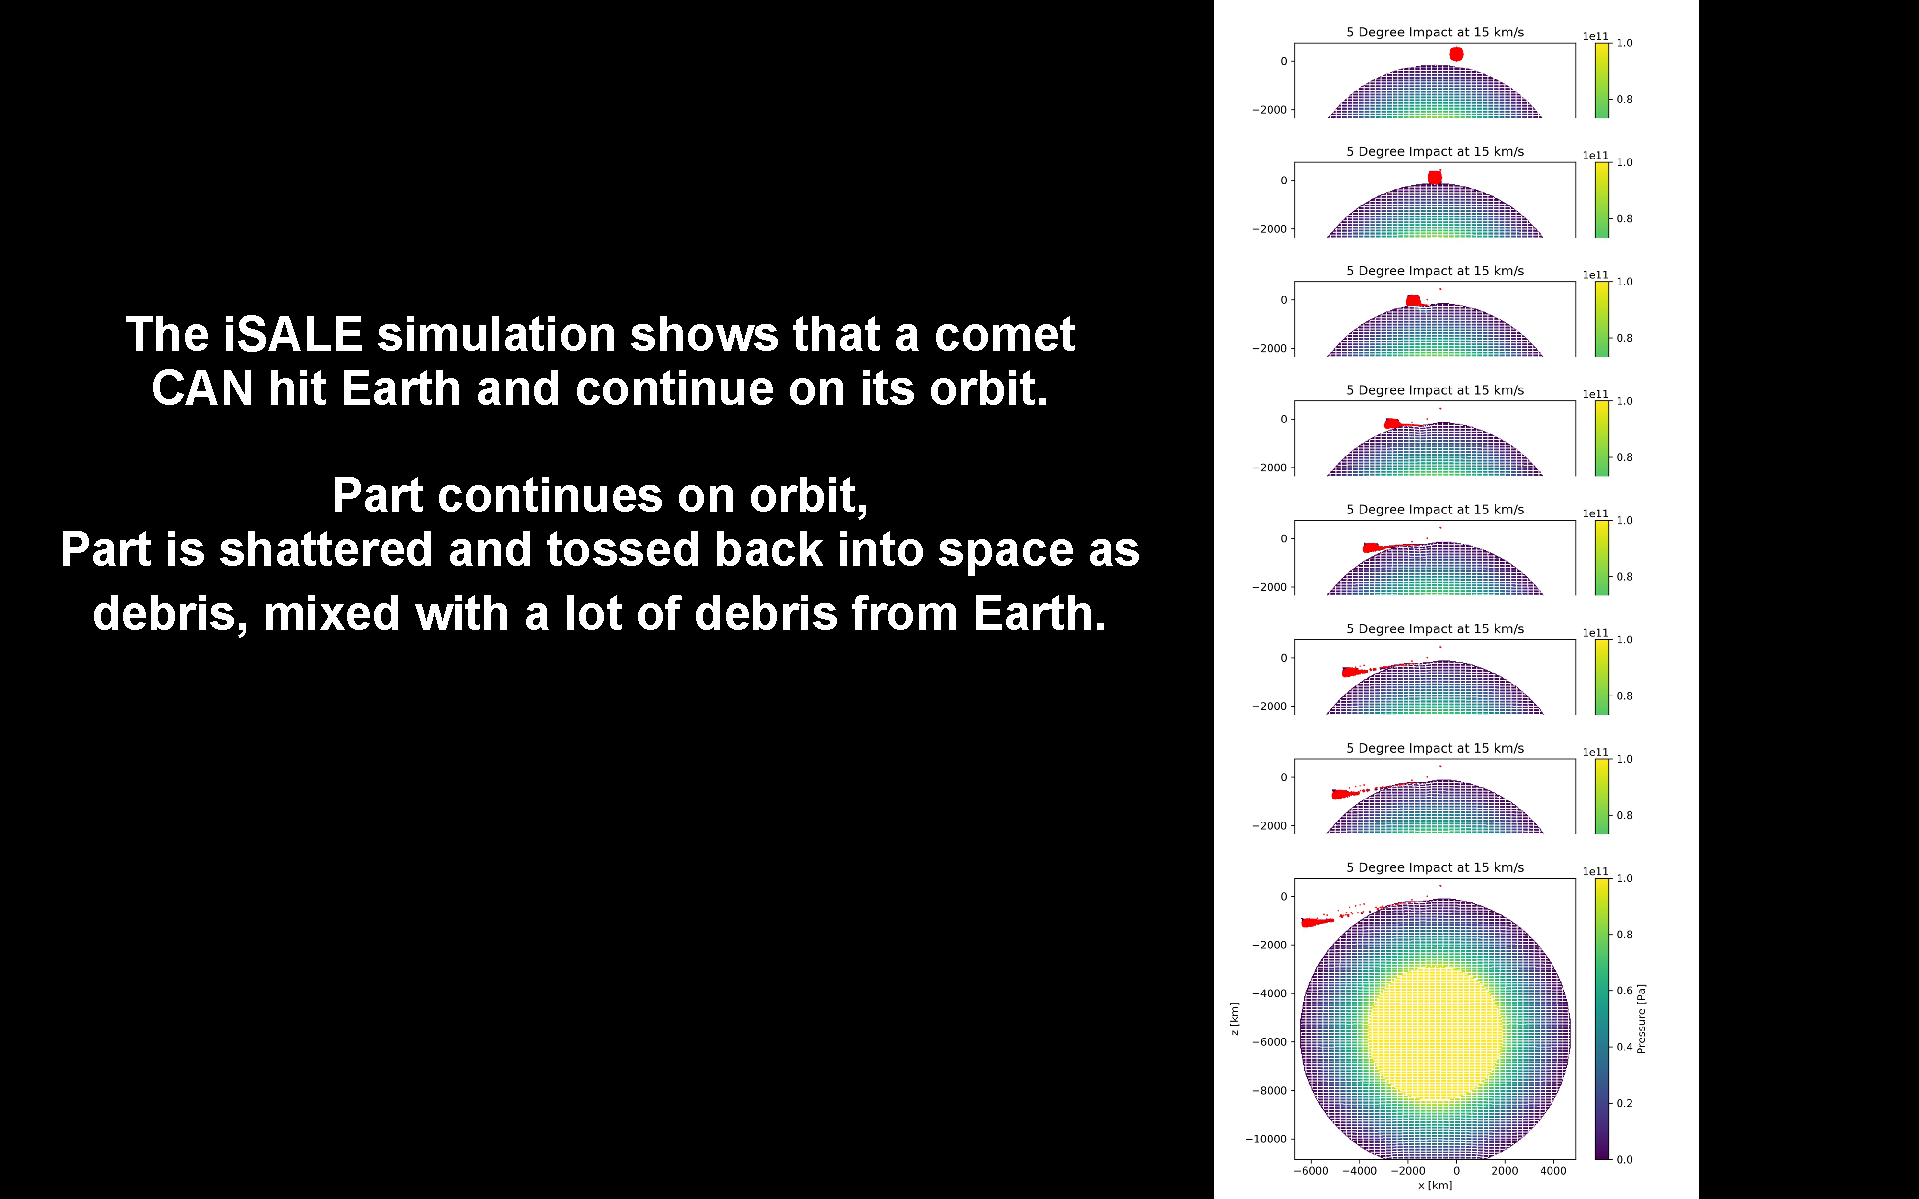 The iSALE simulation shows that a comet
CAN hit Earth and continue on its orbit.
Part continues on orbit,
Part is shattered and tossed back into space as
debris, mixed with a lot of debris from Earth.
5 Degree Impact at 15 km/s
1e11
1.0
0
0.8
−2000
5 Degree Impact at 15 km/s
1e11
1.0
0
0.8
−2000
5 Degree Impact at 15 km/s
1e11
1.0
0
0.8
−2000
5 Degree Impact at 15 km/s
1e11
1.0
0
0.8
−2000
5 Degree Impact at 15 km/s
1e11
1.0
0
0.8
−2000
5 Degree Impact at 15 km/s
1e11
1.0
0
0.8
−2000
5 Degree Impact at 15 km/s
1e11
1.0
0
0.8
−2000
5 Degree Impact at 15 km/s
1e11
1.0
0
0.8
−2000
−4000
0.6
z [km]
Pressure [Pa]
−6000
0.4
−8000
0.2
−10000
0.0
−6000 −4000 −2000 0 2000 4000
x [km]